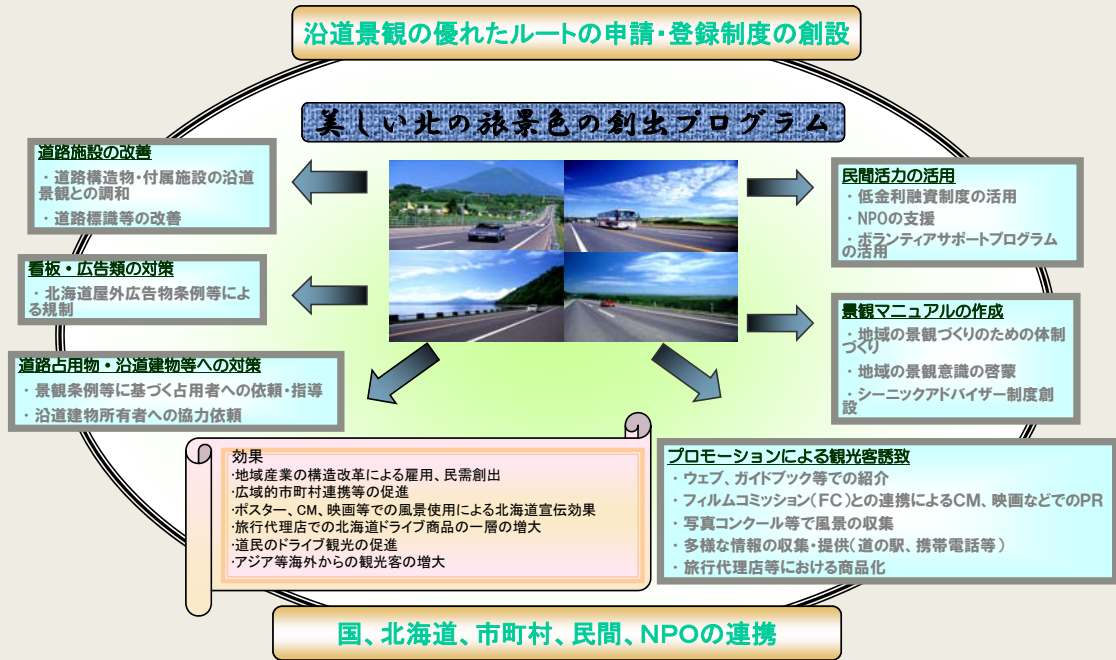 沿道景観の優れたルートの申請・登録制度の創設
美しい北の旅景色の創出プログラム
道路施設の改善
・道路構造物・付属施設の沿道
景観との調和
・道路標識等の改善
看板・広告類の対策
・北海道屋外広告物条例等によ
る規制
道路占用物・沿道建物等への対策
・景観条例等に基づく占用者への依頼・指導
・沿道建物所有者への協力依頼
民間活力の活用
・低金利融資制度の活用
・NPOの支援
・ボランティアサポートプログラム
の活用
景観マニュアルの作成
・地域の景観づくりのための体制
づくり
・地域の景観意識の啓蒙
・シーニックアドバイザー制度創
設
効果
・地域産業の構造改革による雇用、民需創出
・広域的市町村連携等の促進
・ポスター、CM、映画等での風景使用による北海道宣伝効果
・旅行代理店での北海道ドライブ商品の一層の増大
・道民のドライブ観光の促進
・アジア等海外からの観光客の増大
プロモーションによる観光客誘致
・ウェブ、ガイドブック等での紹介
・フィルムコミッション(FC)との連携によるCM、映画などでのPR
・写真コンクール等で風景の収集
・多様な情報の収集・提供(道の駅、携帯電話等)
・旅行代理店等における商品化
国、北海道、市町村、民間、NPOの連携